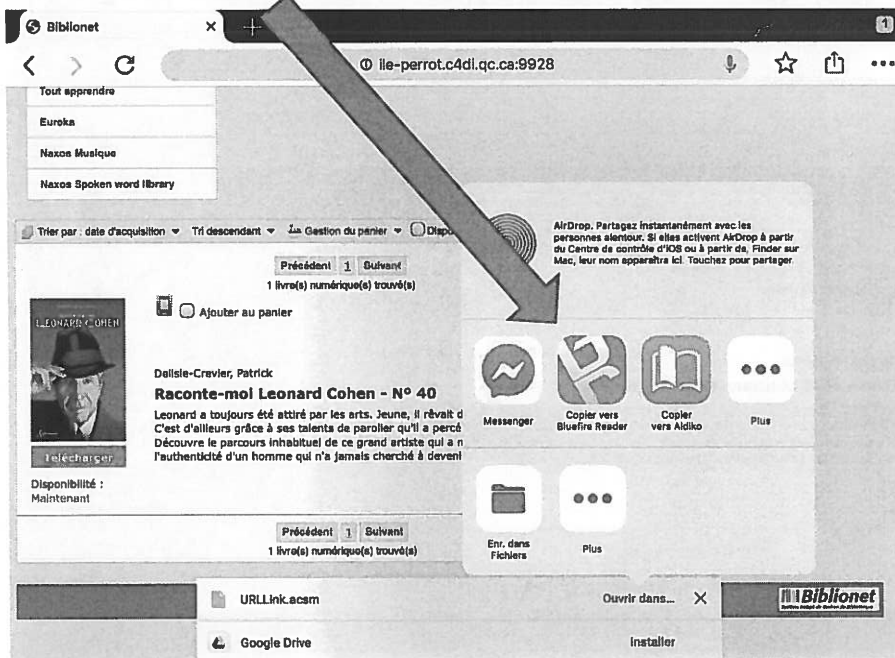 Biblionet
1
ile-perrot.c4di.qc.ca:9928
Tout apprendre
Eureka
Naxos Musique
Naxos Spoken word library
Trier par : date d'acquisition
Tri descendant
Gestion du panier
Précédent 1 Suivant
1 livre(s) numérique(s) trouvé(s)
Ajouter au panier
LEONARD COHEN
Télécharger
Disponibilité :
Maintenant
Delisle-Crevier, Patrick
Raconte-moi Leonard Cohen - Nº 40
Leonard a toujours été attiré par les arts. Jeune, il rêvait d
C'est d'ailleurs grâce à ses talents de parolier qu'il a percé
Découvre le parcours inhabituel de ce grand artiste qui a
l'authenticité d'un homme qui n'a jamais cherché à deveni
Précédent 1 Suivant
1 livre(s) numérique(s) trouvé(s)
AirDrop. Partagez instantanément avec les
personnes alentour. Si elles activent AirDrop à partir
du Centre de contrôle d'iOS ou à partir de, Finder sur
Mac, leur nom apparaîtra ici. Touchez pour partager.
Messenger
Copier vers
Bluefire Reader
Copier
vers Aldiko
Plus
Enr. dans
Fichiers
Plus
URLLink.acsm
Ouvrir dans...
Google Drive
Installer
Biblionet